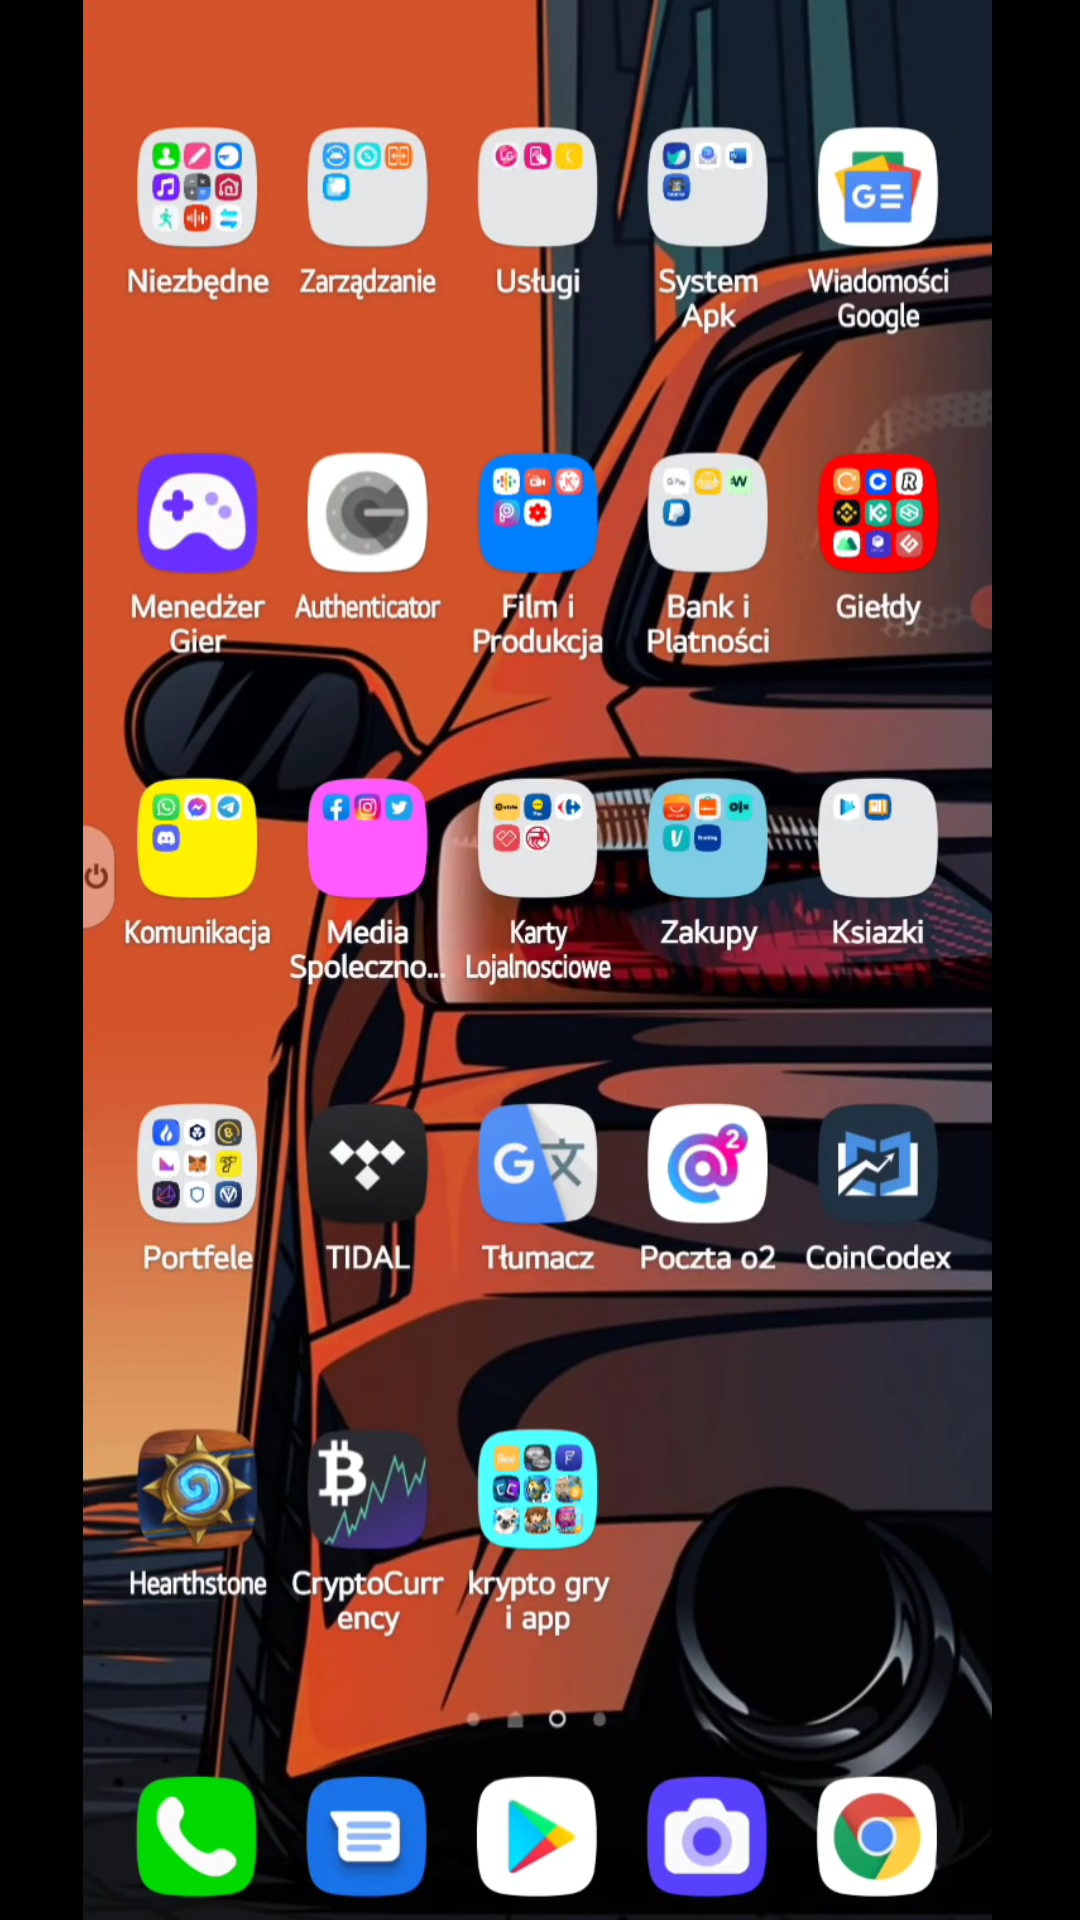 Niezbędne
Zarządzanie
Usługi
System
Apk
Wiadomości
Google
Menedżer
Gier
Authenticator
Film i
Produkcja
Bank i
Płatności
Giełdy
Komunikacja
Media
Spoleczno...
Karty
Lojalnosciowe
Zakupy
Ksiazki
Portfele
TIDAL
Tłumacz
Poczta o2
CoinCodex
Hearthstone
CryptoCurr
ency
krypto gry
i app